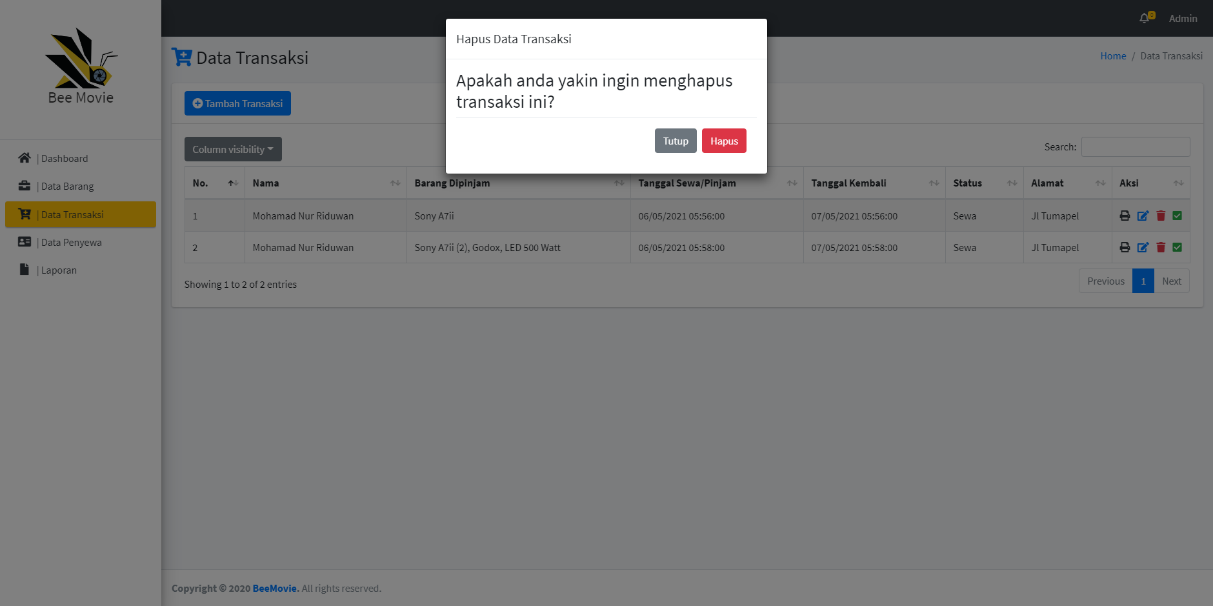 Hapus Data Transaksi
Apakah anda yakin ingin menghapus
transaksi ini?
Tutup Hapus
Admin
Bee Movie
| Dashboard
| Data Barang
| Data Transaksi
| Data Penyewa
| Laporan
Data Transaksi
Home / Data Transaksi
Tambah Transaksi
Column visibility
Search:
No. Nama Barang Dipinjam Tanggal Sewa/Pinjam Tanggal Kembali Status Alamat Aksi
1 Mohamad Nur Riduwan Sony A7ii 06/05/2021 05:56:00 07/05/2021 05:56:00 Sewa Jl Tumapel
2 Mohamad Nur Riduwan Sony A7ii (2), Godox, LED 500 Watt 06/05/2021 05:58:00 07/05/2021 05:58:00 Sewa Jl Tumapel
Showing 1 to 2 of 2 entries
Previous 1 Next
Copyright © 2020 BeeMovie. All rights reserved.